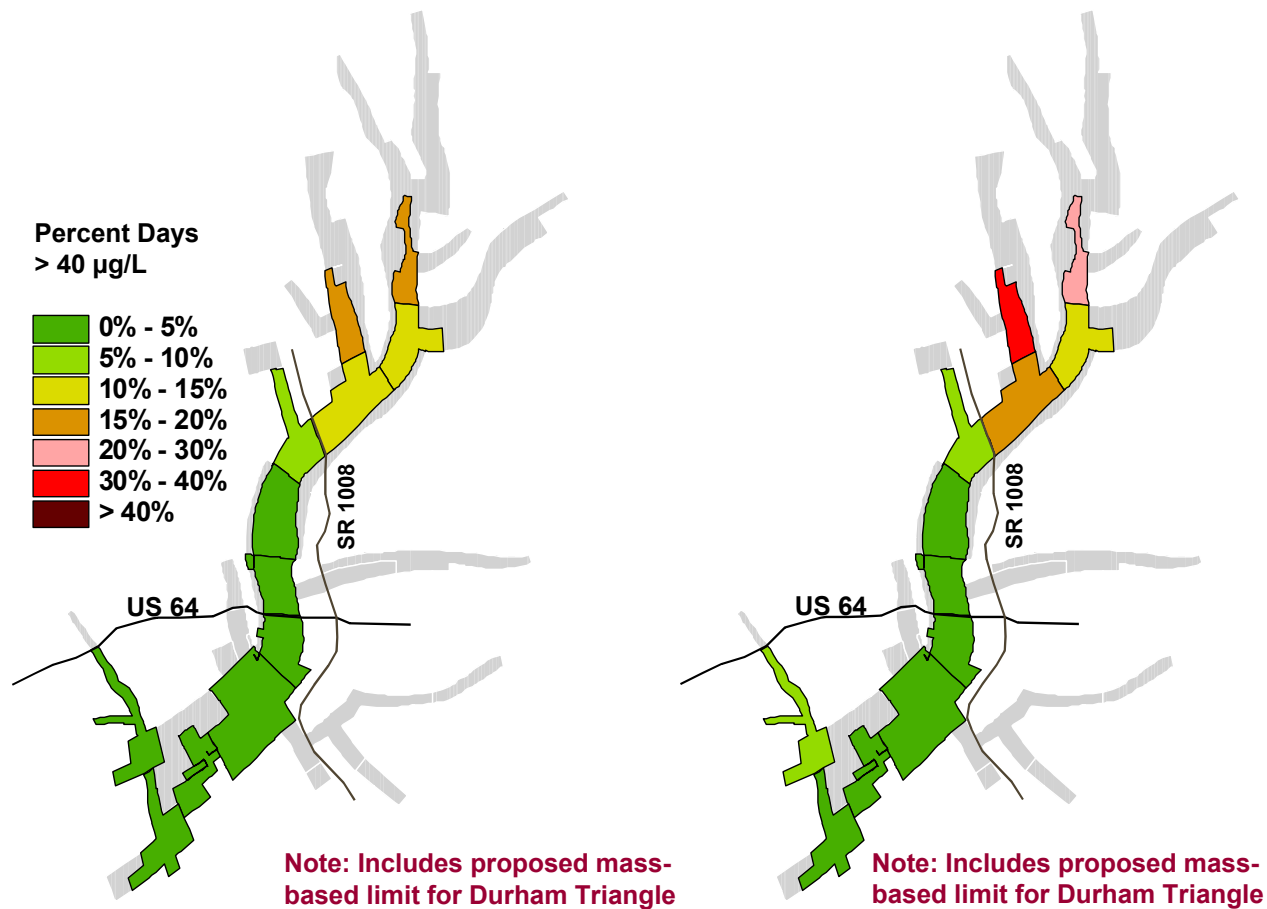 Percent Days
> 40 µg/L
0% - 5%
5% - 10%
10% - 15%
15% - 20%
20% - 30%
30% - 40%
> 40%
SR 1008
US 64
Note: Includes proposed mass-
based limit for Durham Triangle
SR 1008
US 64
Note: Includes proposed mass-
based limit for Durham Triangle